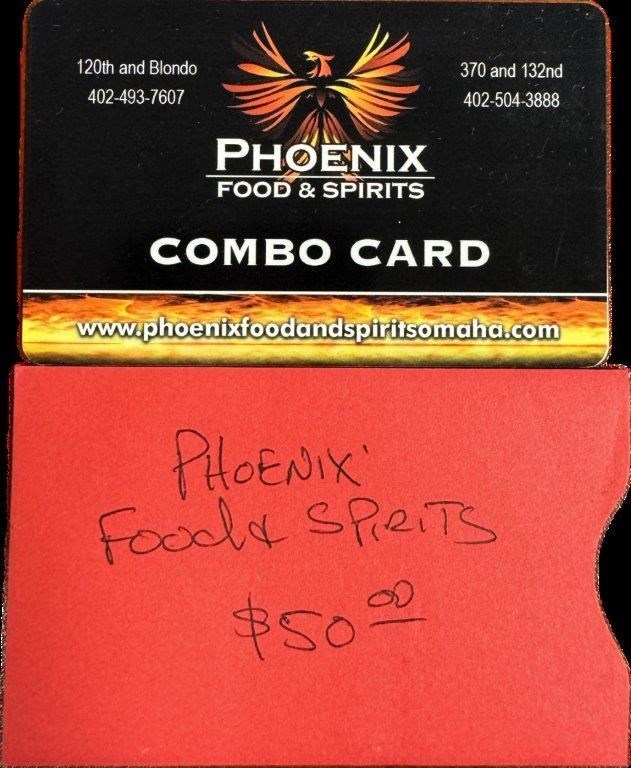 120th and Blondo
402-493-7607
370 and 132nd
402-504-3888
PHOENIX
FOOD & SPIRITS
COMBO CARD
www.phoenixfoodandspiritsomaha.com
PHOENIX
Food & SPIRITS
$50 00